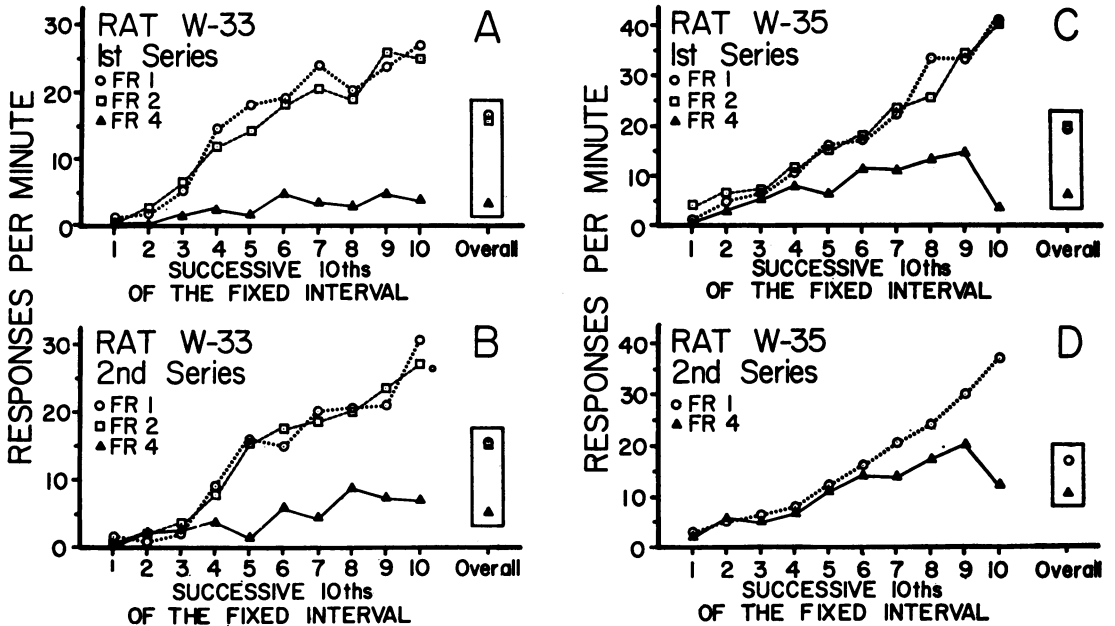 RESPONSES PER MINUTE
RAT W-33
1st Series
A
FR 1
FR 2
FR 4
30
20
10
0
1 2 3 4 5 6 7 8 9 10 Overall
SUCCESSIVE 10ths
OF THE FIXED INTERVAL
RAT W-33
2nd Series
B
FR 1
FR 2
FR 4
30
20
10
0
1 2 3 4 5 6 7 8 9 10 Overall
SUCCESSIVE 10ths
OF THE FIXED INTERVAL
RESPONSES PER MINUTE
RAT W-35
1st Series
C
FR 1
FR 2
FR 4
40
30
20
10
0
1 2 3 4 5 6 7 8 9 10 Overall
SUCCESSIVE 10ths
OF THE FIXED INTERVAL
RAT W-35
2nd Series
D
FR 1
FR 4
40
30
20
10
0
1 2 3 4 5 6 7 8 9 10 Overall
SUCCESSIVE 10ths
OF THE FIXED INTERVAL